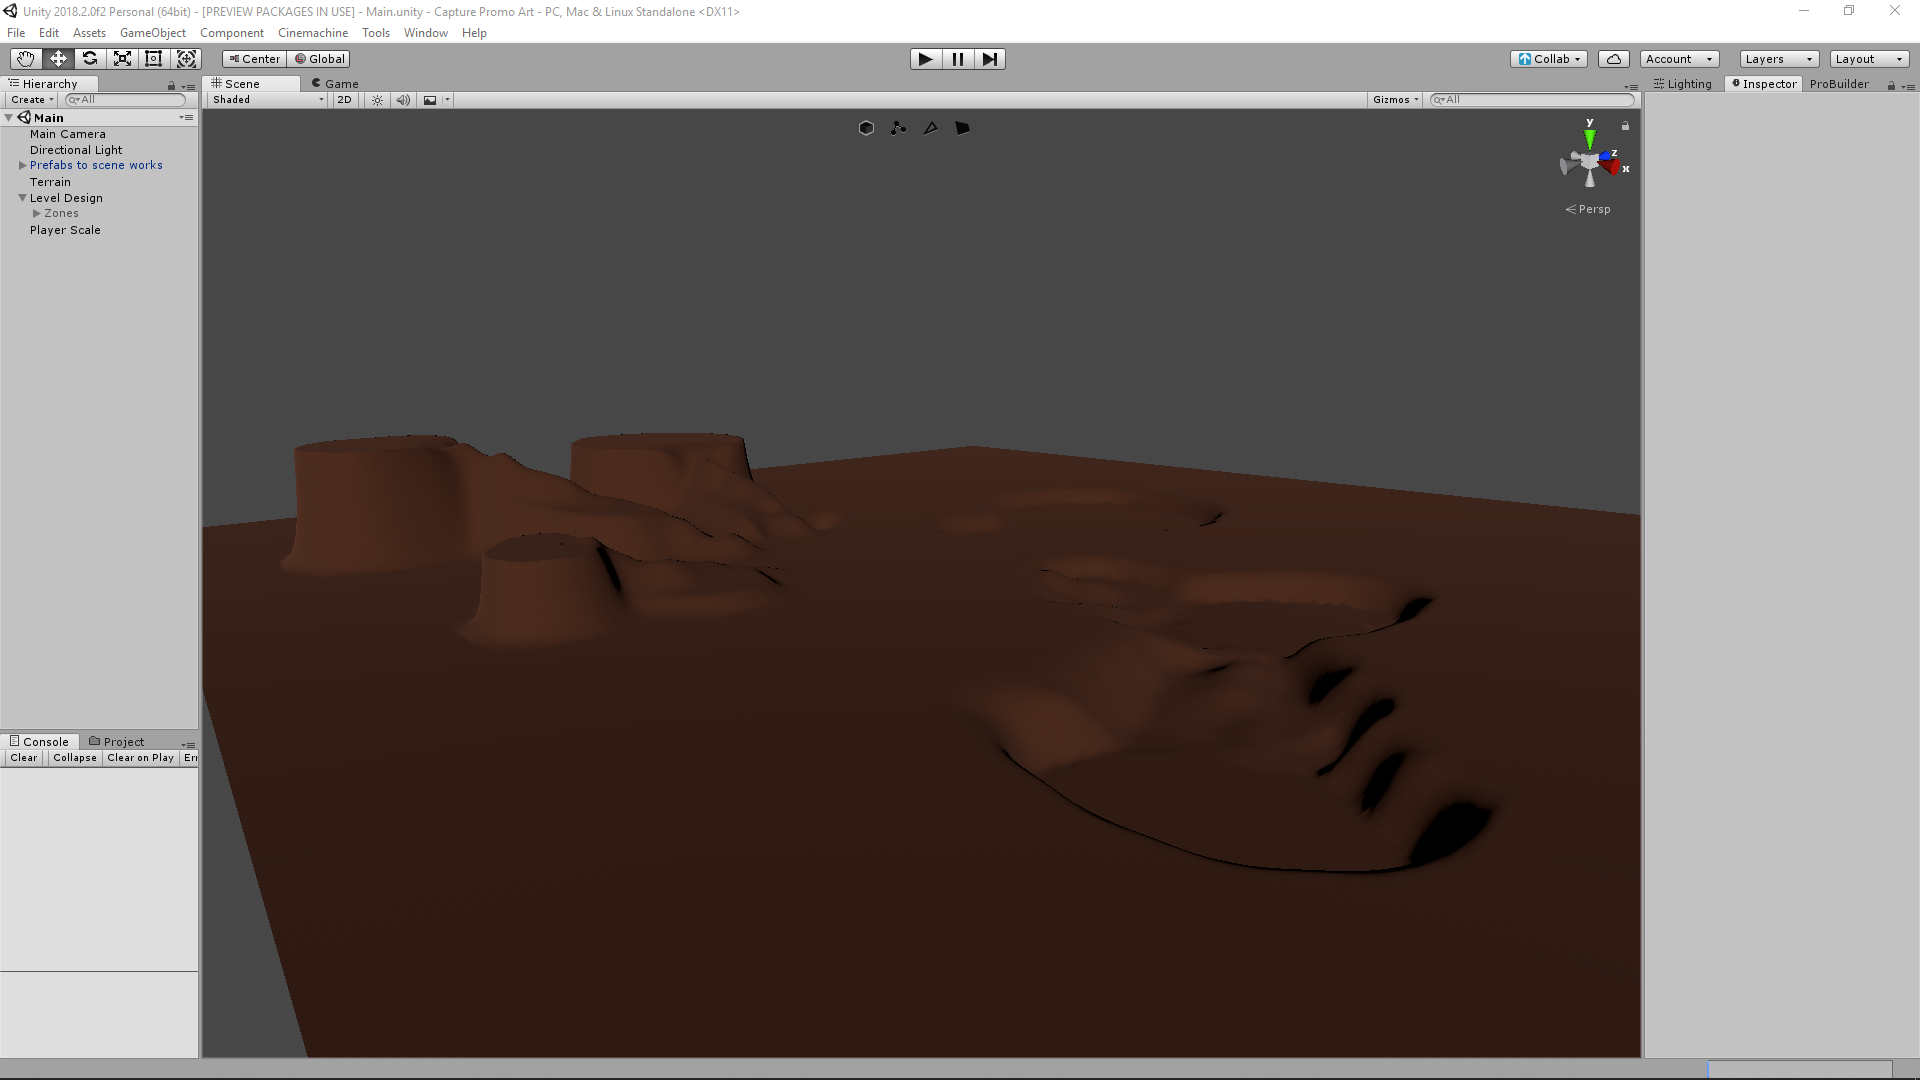 Unity 2018.2.0f2 Personal (64bit) - [PREVIEW PACKAGES IN USE] - Main.unity - Capture Promo Art - PC, Mac & Linux Standalone <DX11>
File Edit Assets GameObject Component Cinemachine Tools Window Help
Center Global Collab Account Layers Layout
Hierarchy Scene Game Lighting Inspector ProBuilder
Create All Shaded 2D Gizmos All
Main
Main Camera
Directional Light
Prefabs to scene works
Terrain
Level Design
Zones
Player Scale
y
z
x
Persp
Console Project
Clear Collapse Clear on Play Err